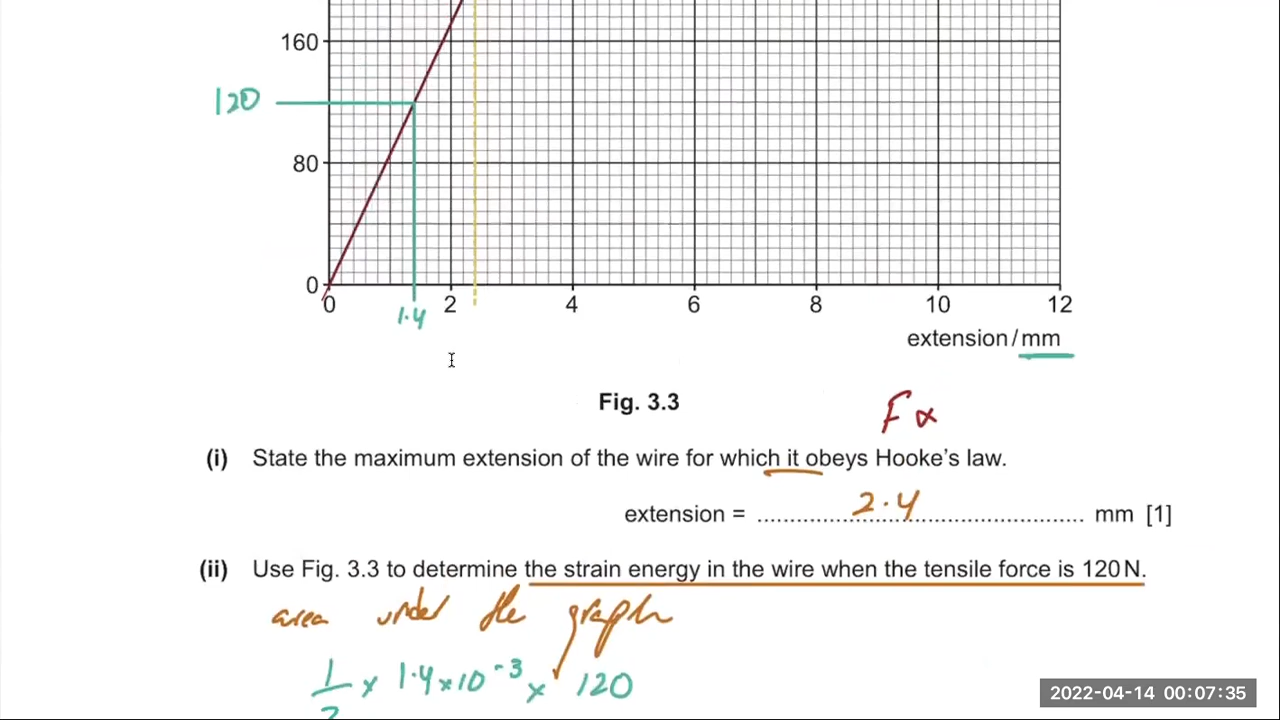 160
120
80
0
0 2 4 6 8 10 12
1.4
extension/mm
Fig. 3.3
F ∝
(i) State the maximum extension of the wire for which it obeys Hooke's law.
extension = 2.4 mm [1]
(ii) Use Fig. 3.3 to determine the strain energy in the wire when the tensile force is 120 N.
area under the graph
1/2 × 1.4×10⁻³ × 120
2022-04-14 00:07:35